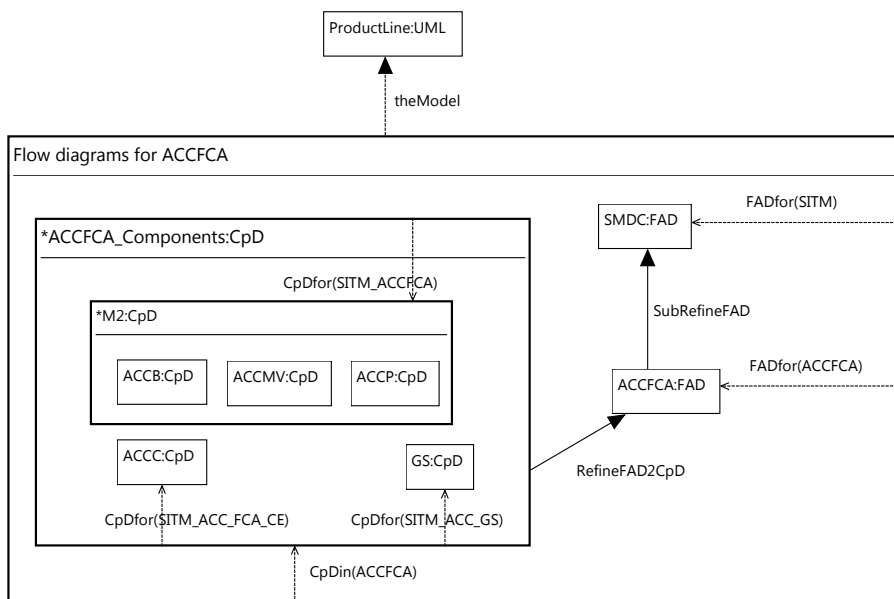 ProductLine:UML
theModel
Flow diagrams for ACCFCA
FADfor(SITM)
SMDC:FAD
*ACCFCA_Components:CpD
CpDfor(SITM_ACCFCA)
SubRefineFAD
*M2:CpD
ACCB:CpD
ACCMV:CpD
ACCP:CpD
FADfor(ACCFCA)
ACCFCA:FAD
ACCC:CpD
GS:CpD
RefineFAD2CpD
CpDfor(SITM_ACC_FCA_CE)
CpDfor(SITM_ACC_GS)
CpDin(ACCFCA)